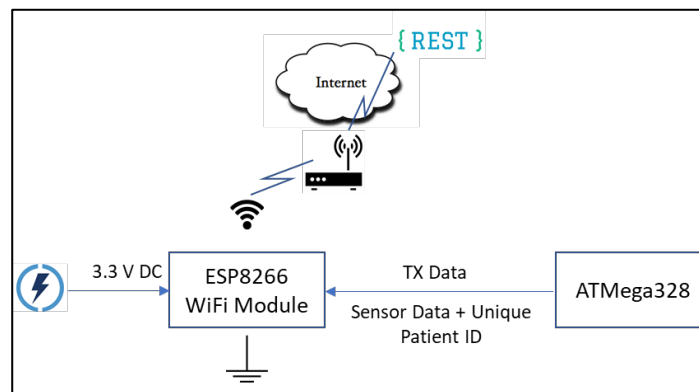 { REST }
Internet
3.3 V DC
ESP8266
WiFi Module
TX Data
Sensor Data + Unique
Patient ID
ATMega328